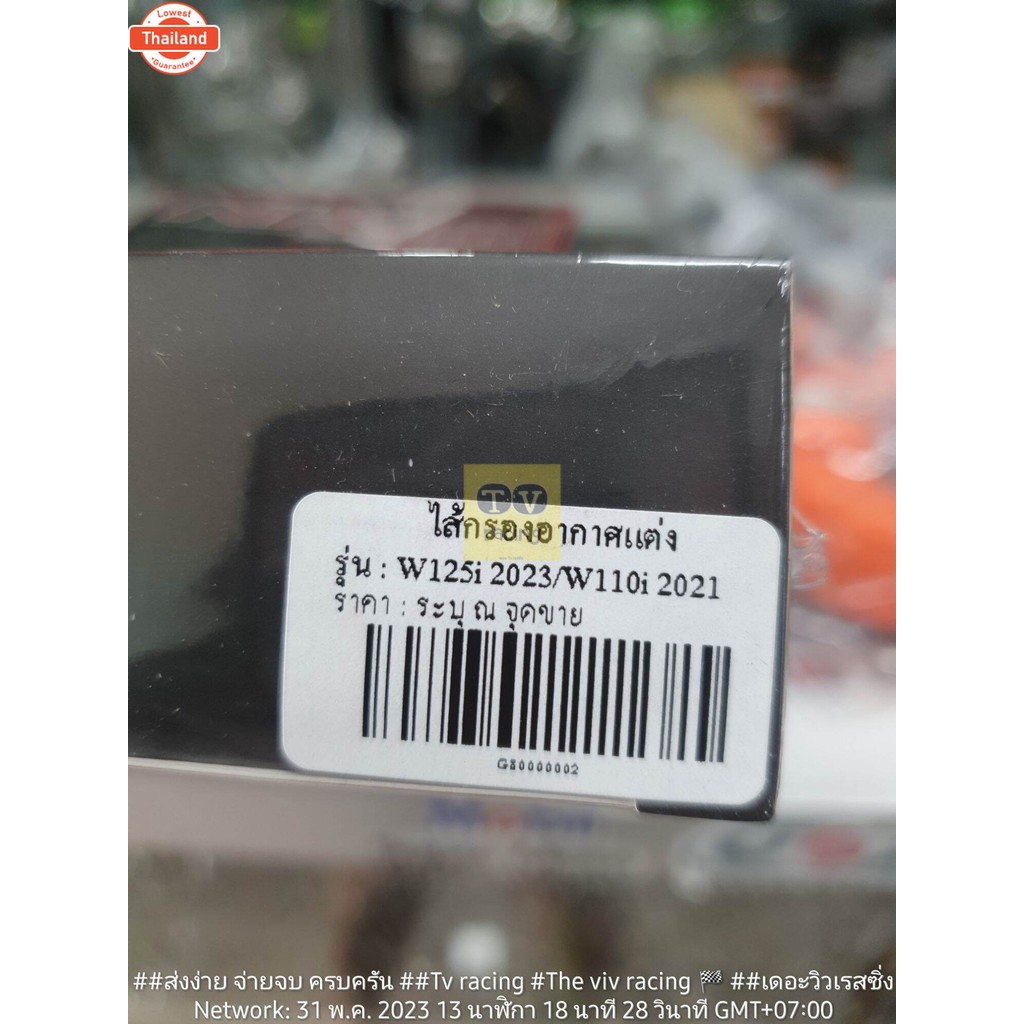 Lowest
Thailand
Guarantee
TV
ไส้กรองอากาศแต่ง
รุ่น : W125i 2023/W110i 2021
ราคา : ระบุ ณ จุดขาย
G80000002
##ส่งง่าย จ่ายจบ ครบครัน ##Tv racing #The viv racing 🏁 ##เดอะวิวเรสซิ่ง
Network: 31 พ.ค. 2023 13 นาฬิกา 18 นาที 28 วินาที GMT+07:00